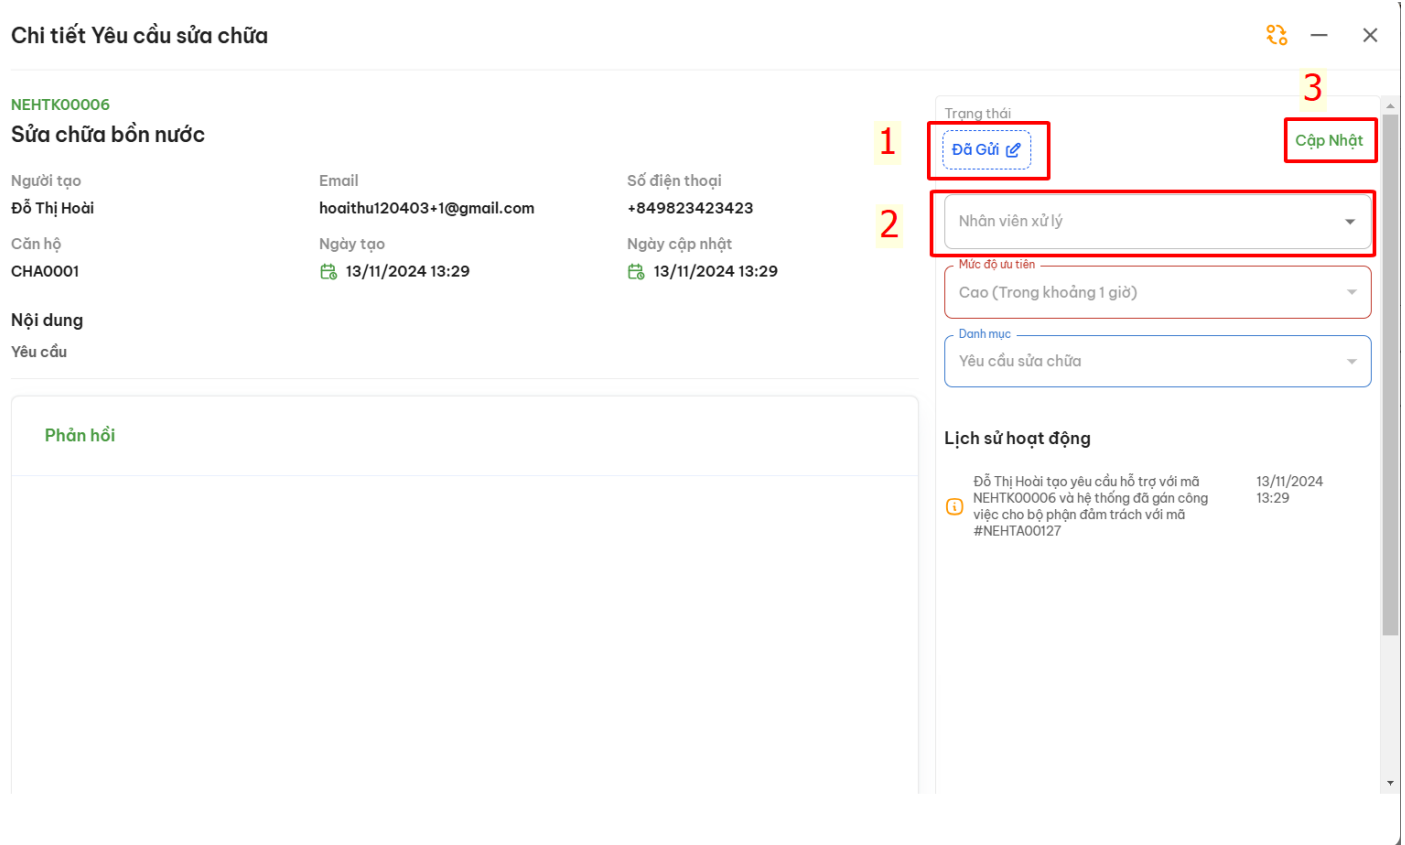 Chi tiết Yêu cầu sửa chữa
NEHTK00006
Sửa chữa bồn nước
Người tạo
Email
Số điện thoại
Đỗ Thị Hoài
hoaithu120403+1@gmail.com
+849823423423
Căn hộ
Ngày tạo
Ngày cập nhật
CHA0001
13/11/2024 13:29
13/11/2024 13:29
Nội dung
Yêu cầu
Phản hồi
3
Trạng thái
1
Đã Gửi
Cập Nhật
2
Nhân viên xử lý
Mức độ ưu tiên
Cao (Trong khoảng 1 giờ)
Danh mục
Yêu cầu sửa chữa
Lịch sử hoạt động
Đỗ Thị Hoài tạo yêu cầu hỗ trợ với mã
NEHTK00006 và hệ thống đã gán công
việc cho bộ phận đảm trách với mã
#NEHTA00127
13/11/2024
13:29